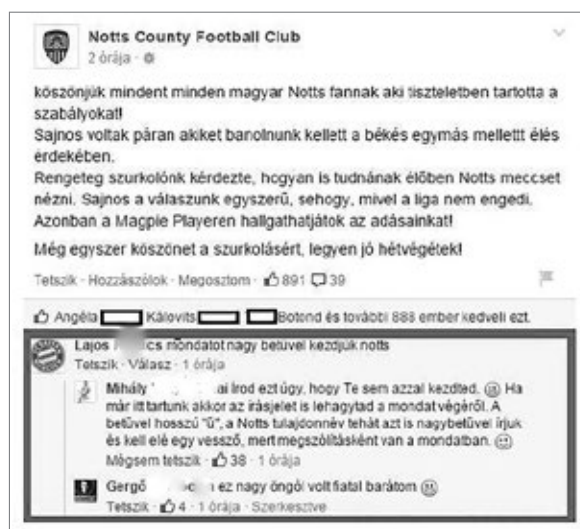 Notts County Football Club
2 órája
köszönjük mindent minden magyar Notts fannak aki tiszteletben tartotta a
szabályokat!
Sajnos voltak páran akiket banolnunk kellett a békés egymás mellettt élés
érdekében.
Rengeteg szurkolónk kérdezte, hogyan is tudnának élőben Notts meccset
nézni. Sajnos a válaszunk egyszerű, sehogy, mivel a liga nem engedi.
Azonban a Magpie Playeren hallgathatjátok az adásainkat!
Még egyszer köszönet a szurkolásért, legyen jó hétvégétek!
Tetszik · Hozzászólok · Megosztom · 891 39
Angéla Kálovits Botond és további 888 ember kedveli ezt.
Lajos cs mondatot nagy betüvel kezdjük notts
Tetszik · Válasz · 1 órája
Mihály ai Írod ezt úgy, hogy Te sem azzal kezdted. Ha
már itt tartunk akkor az írásjelet is lehagytad a mondat végéről. A
betűvel hosszú "ű", a Notts tulajdonnév tehát azt is nagybetűvel írjuk
és kell elé egy vessző, mert megszólításként van a mondatban.
Mégsem tetszik · 38 · 1 órája
Gergő ez nagy öngól volt fiatal barátom
Tetszik · 4 · 1 órája · Szerkesztve